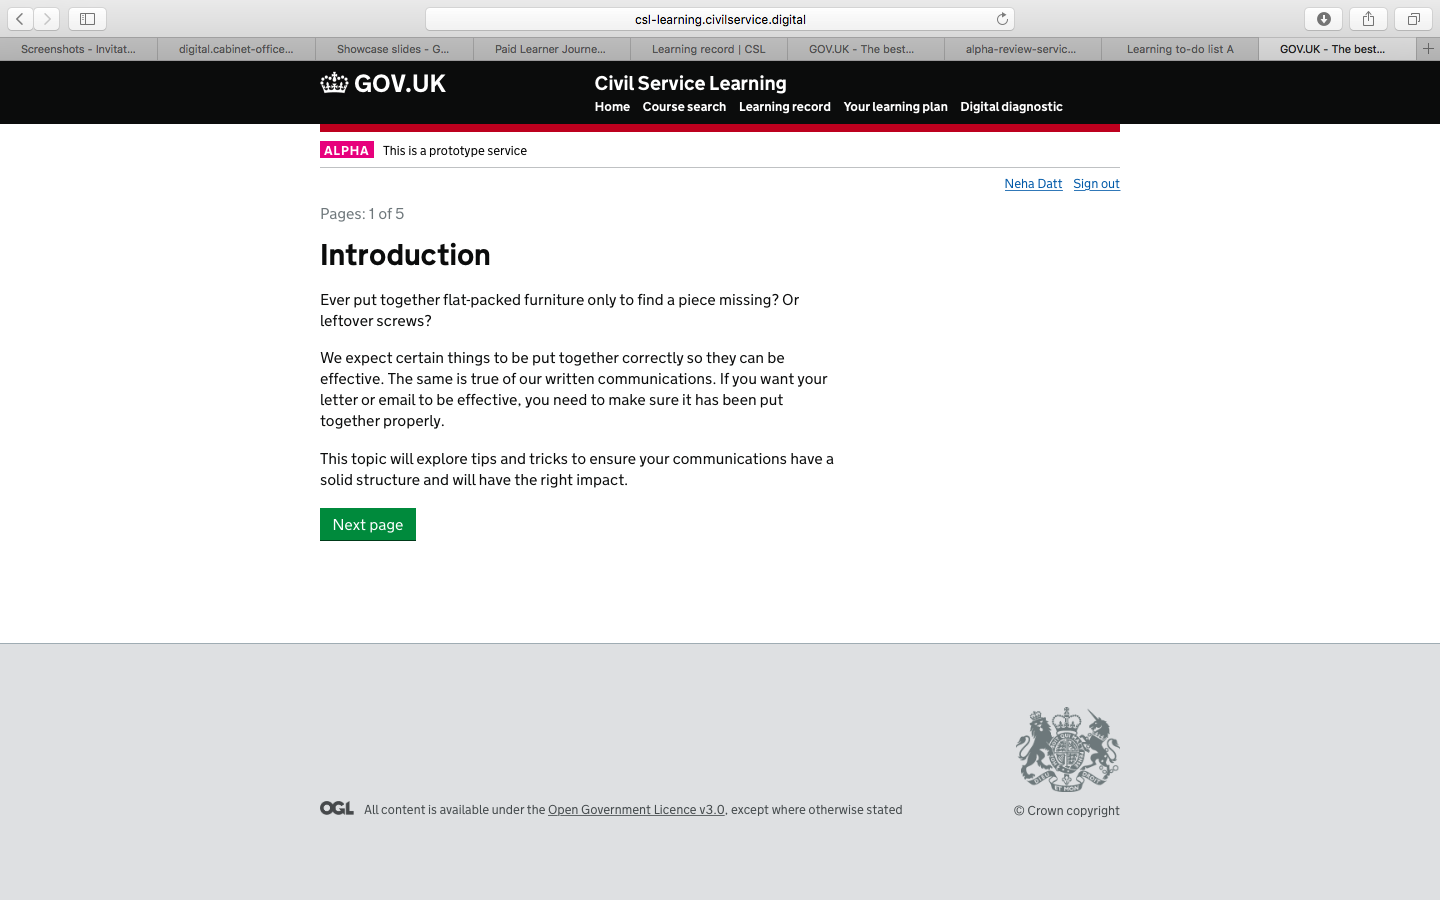 csl-learning.civilservice.digital
Screenshots - Invitat...
digital.cabinet-office...
Showcase slides - G...
Paid Learner Journe...
Learning record | CSL
GOV.UK - The best...
alpha-review-servic...
Learning to-do list A
GOV.UK - The best...
GOV.UK
Civil Service Learning
Home Course search Learning record Your learning plan Digital diagnostic
ALPHA This is a prototype service
Neha Datt Sign out
Pages: 1 of 5
Introduction
Ever put together flat-packed furniture only to find a piece missing? Or
leftover screws?
We expect certain things to be put together correctly so they can be
effective. The same is true of our written communications. If you want your
letter or email to be effective, you need to make sure it has been put
together properly.
This topic will explore tips and tricks to ensure your communications have a
solid structure and will have the right impact.
Next page
OGL All content is available under the Open Government Licence v3.0, except where otherwise stated
© Crown copyright